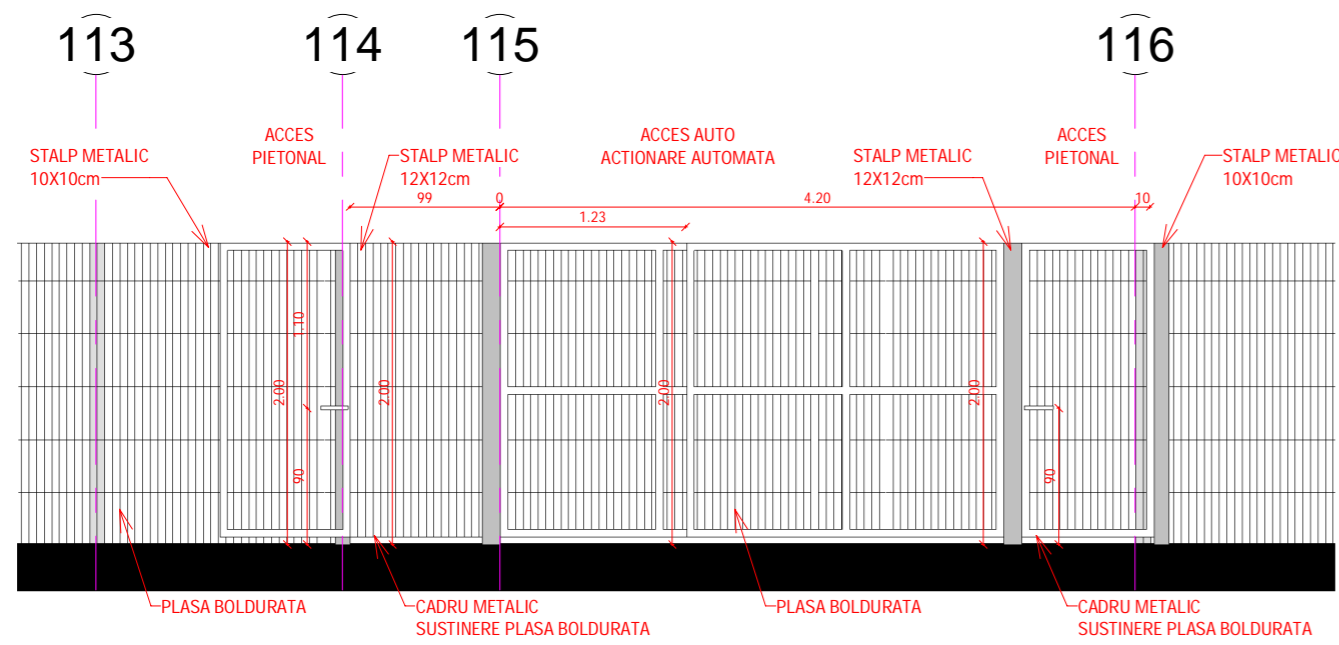 113
114
115
116
STALP METALIC
10X10cm
ACCES
PIETONAL
STALP METALIC
12X12cm
ACCES AUTO
ACTIONARE AUTOMATA
STALP METALIC
12X12cm
ACCES
PIETONAL
STALP METALIC
10X10cm
99
0
4.20
10
1.23
1.10
2.00
2.00
2.00
2.00
90
90
PLASA BOLDURATA
CADRU METALIC
SUSTINERE PLASA BOLDURATA
PLASA BOLDURATA
CADRU METALIC
SUSTINERE PLASA BOLDURATA